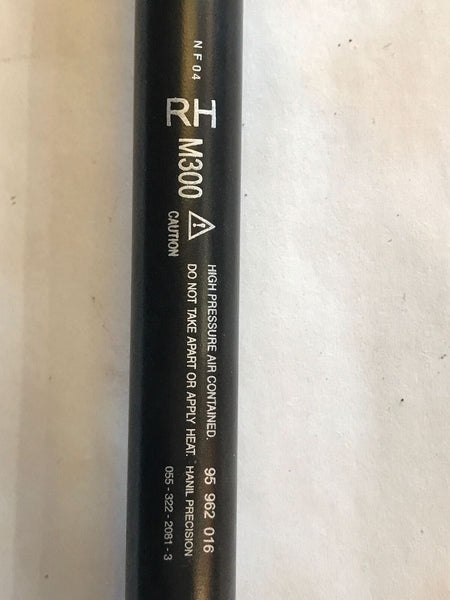 NF04
RH
M300
CAUTION
HIGH PRESSURE AIR CONTAINED.
DO NOT TAKE APART OR APPLY HEAT.
95 962 016
HANIL PRECISION
055-322-2081-3